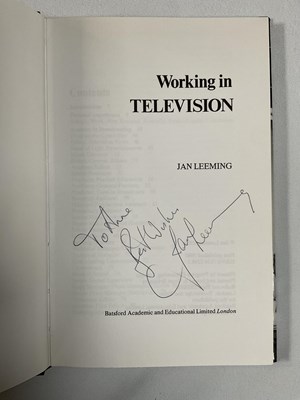 Working in
TELEVISION
JAN LEEMING
To Anne
Best Wishes
Jan Leeming
Batsford Academic and Educational Limited London